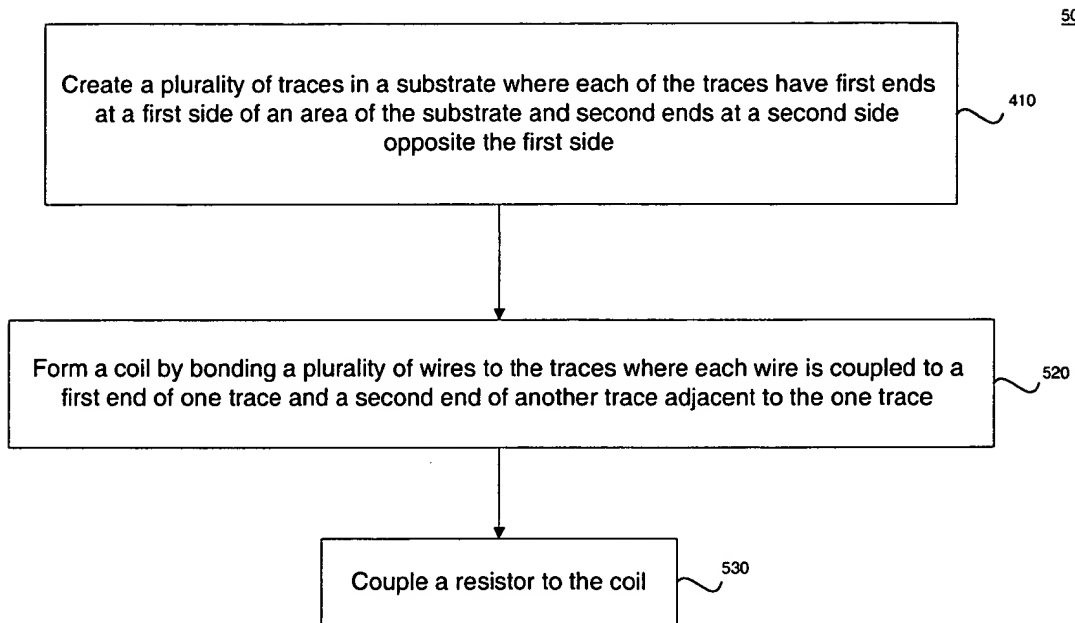 50
Create a plurality of traces in a substrate where each of the traces have first ends
at a first side of an area of the substrate and second ends at a second side
opposite the first side
410
Form a coil by bonding a plurality of wires to the traces where each wire is coupled to a
first end of one trace and a second end of another trace adjacent to the one trace
520
Couple a resistor to the coil
530